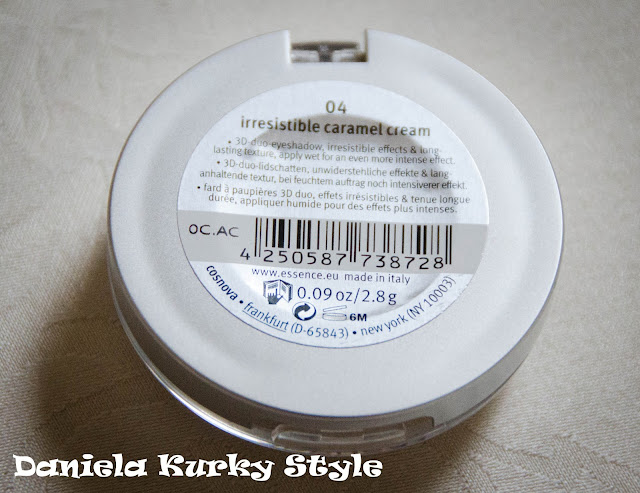 04
irresistible caramel cream
• 3D-duo-eyeshadow, irresistible effects & long-
lasting texture, apply wet for an even more intense effect.
• 3D-duo-lidschatten, unwiderstehliche effekte & lang-
anhaltende textur, bei feuchtem auftrag noch intensiverer effekt.
• fard à paupières 3D duo, effets irrésistibles & tenue longue
durée, appliquer humide pour des effets plus intenses.
0C.AC
4 250587 738728
www.essence.eu made in italy
0.09 oz/2.8 g
6M
cosnova • frankfurt (D-65843) • new york (NY 10003)
Daniela Kurky Style